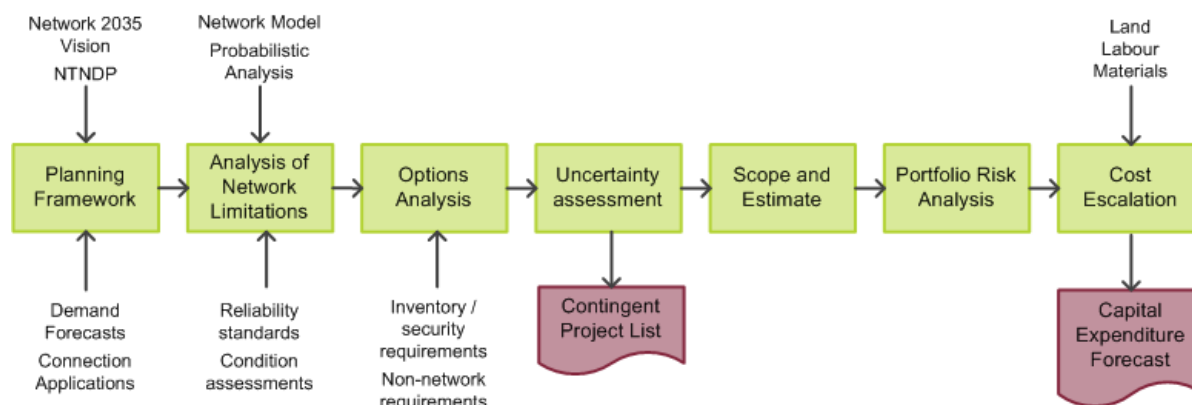 Network 2035
Vision
NTNDP
Network Model
Probabilistic
Analysis
Land
Labour
Materials
Planning
Framework
Analysis of
Network
Limitations
Options
Analysis
Uncertainty
assessment
Scope and
Estimate
Portfolio Risk
Analysis
Cost
Escalation
Demand
Forecasts
Connection
Applications
Reliability
standards
Condition
assessments
Inventory /
security
requirements
Non-network
requirements
Contingent
Project List
Capital
Expenditure
Forecast